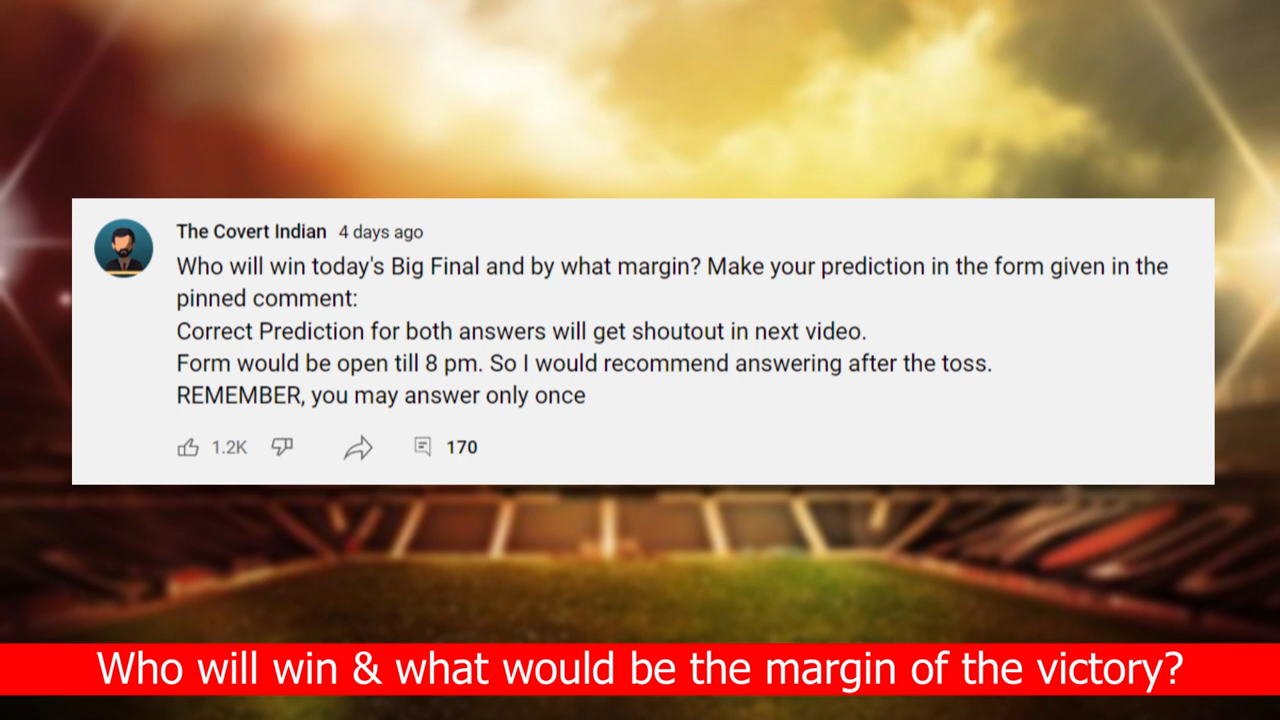 The Covert Indian 4 days ago
Who will win today's Big Final and by what margin? Make your prediction in the form given in the
pinned comment:
Correct Prediction for both answers will get shoutout in next video.
Form would be open till 8 pm. So I would recommend answering after the toss.
REMEMBER, you may answer only once
1.2K 170
Who will win & what would be the margin of the victory?